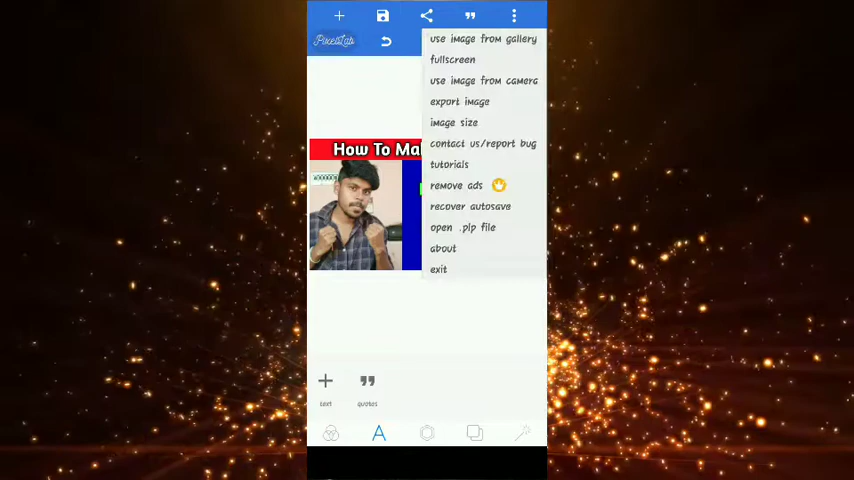 PixelLab
use image from gallery
fullscreen
use image from camera
export image
image size
contact us/report bug
tutorials
remove ads
recover autosave
open .plp file
about
exit
How To Ma
text
quotes
A